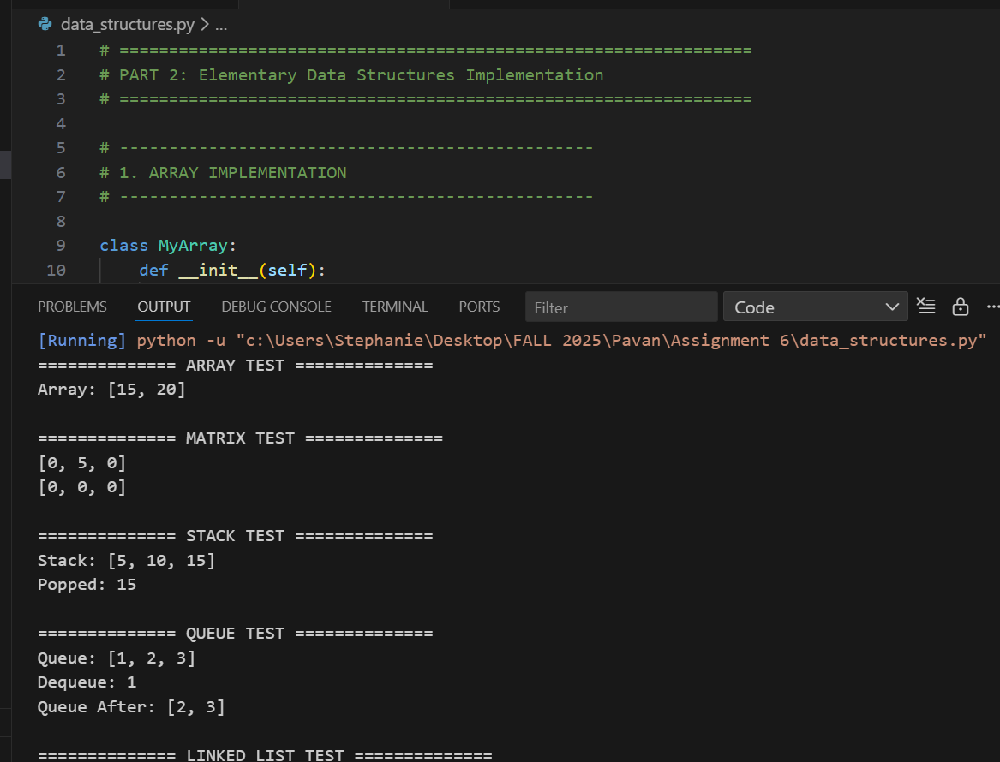 data_structures.py > ...
1 # ================================================================
2 # PART 2: Elementary Data Structures Implementation
3 # ================================================================
4
5 # ------------------------------------------------
6 # 1. ARRAY IMPLEMENTATION
7 # ------------------------------------------------
8
9 class MyArray:
10 def __init__(self):
PROBLEMS OUTPUT DEBUG CONSOLE TERMINAL PORTS Filter Code
[Running] python -u "c:\Users\Stephanie\Desktop\FALL 2025\Pavan\Assignment 6\data_structures.py"
============== ARRAY TEST ==============
Array: [15, 20]
============== MATRIX TEST ==============
[0, 5, 0]
[0, 0, 0]
============== STACK TEST ==============
Stack: [5, 10, 15]
Popped: 15
============== QUEUE TEST ==============
Queue: [1, 2, 3]
Dequeue: 1
Queue After: [2, 3]
============== LINKED LIST TEST ==============